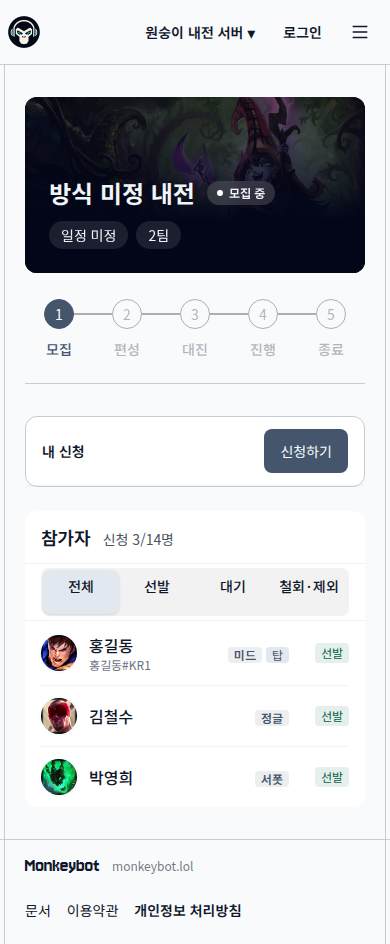 원숭이 내전 서버 ▾ 로그인
방식 미정 내전 모집 중
일정 미정 2팀
1 2 3 4 5
모집 편성 대진 진행 종료
내 신청 신청하기
참가자 신청 3/14명
전체 선발 대기 철회·제외
홍길동 미드 탑 선발
홍길동#KR1
김철수 정글 선발
박영희 서폿 선발
Monkeybot monkeybot.lol
문서 이용약관 개인정보 처리방침